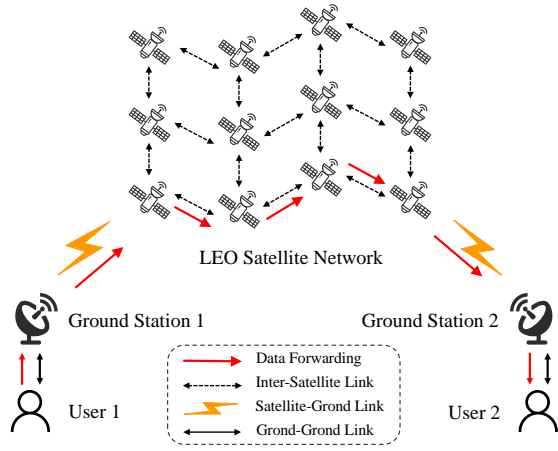 LEO Satellite Network
Ground Station 1
Ground Station 2
Data Forwarding
Inter-Satellite Link
Satellite-Grond Link
Grond-Grond Link
User 1
User 2